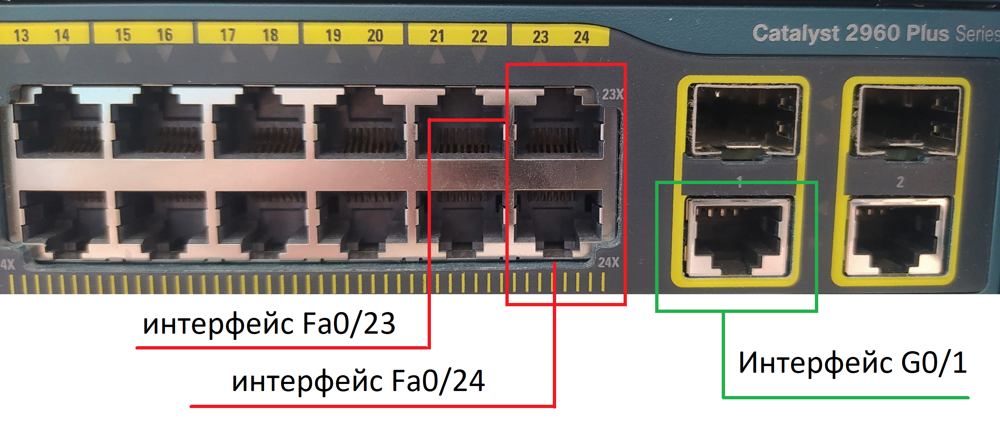 13 14 15 16 17 18 19 20 21 22 23 24
Catalyst 2960 Plus Series
23X
1 2
4X
24X
интерфейс Fa0/23
интерфейс Fa0/24
Интерфейс G0/1